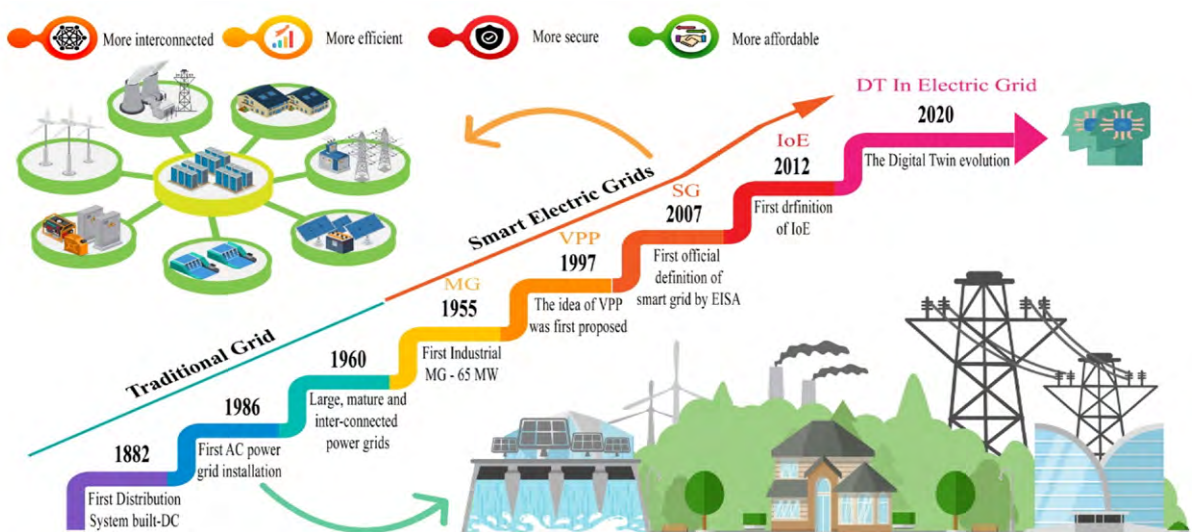 More interconnected
More efficient
More secure
More affordable
DT In Electric Grid
2020
The Digital Twin evolution
IoE
2012
First drfinition
of IoE
SG
2007
First official
definition of
smart grid by EISA
VPP
1997
The idea of VPP
was first proposed
MG
1955
First Industrial
MG - 65 MW
Smart Electric Grids
Traditional Grid
1960
Large, mature and
inter-connected
power grids
1986
First AC power
grid installation
1882
First Distribution
System built-DC